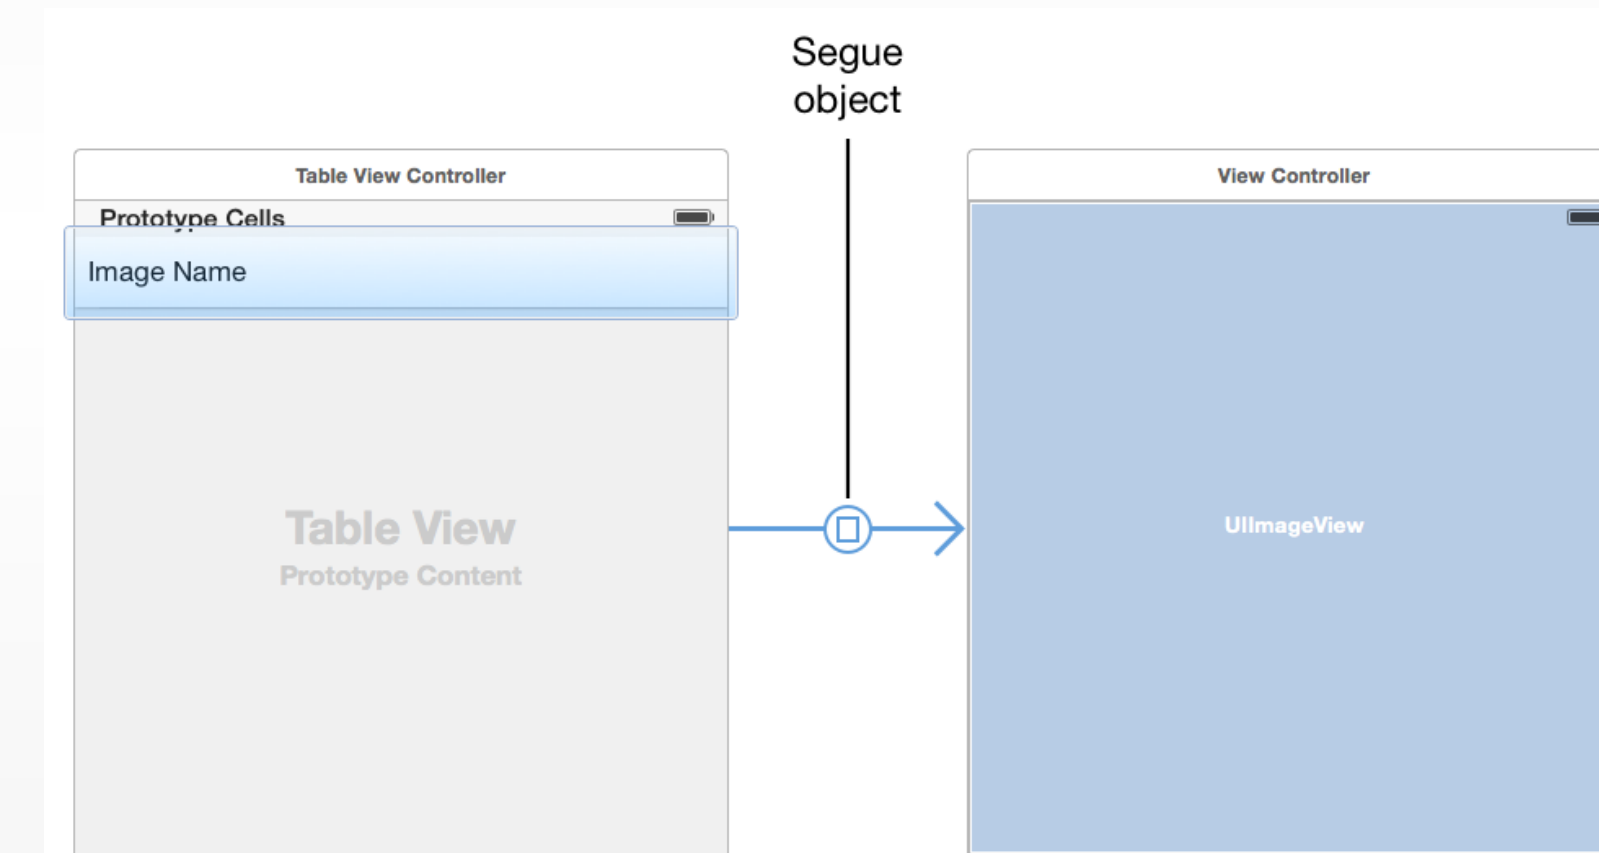 Segue
object
Table View Controller
View Controller
Prototype Cells
Image Name
Table View
Prototype Content
UIImageView